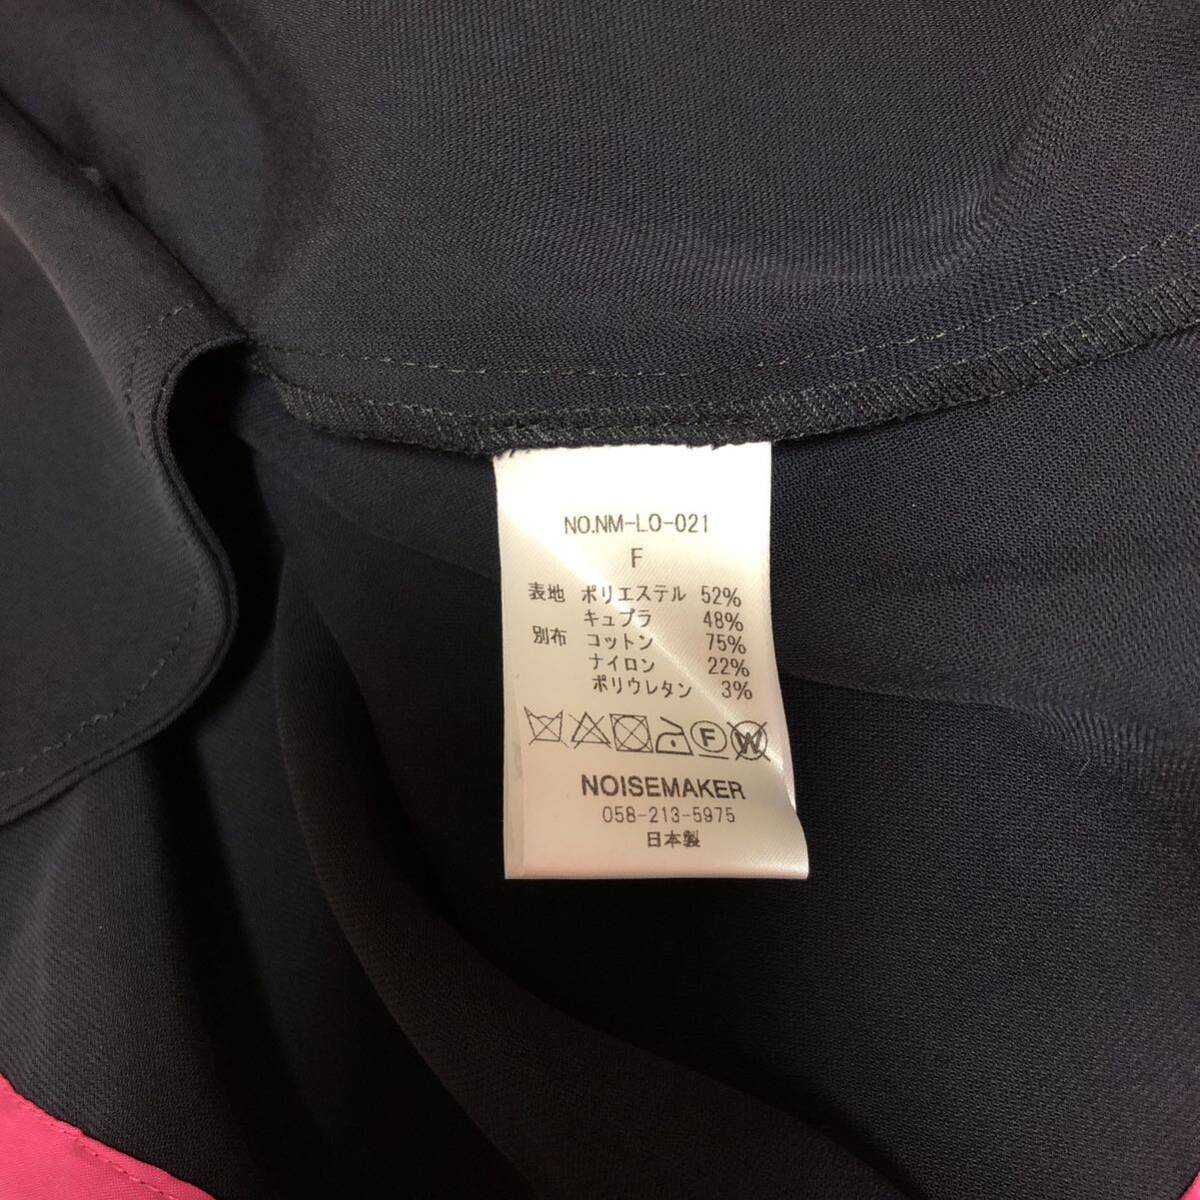 NO.NM-LO-021
F
表地 ポリエステル 52%
キュプラ 48%
別布 コットン 75%
ナイロン 22%
ポリウレタン 3%
F W
NOISEMAKER
058-213-5975
日本製